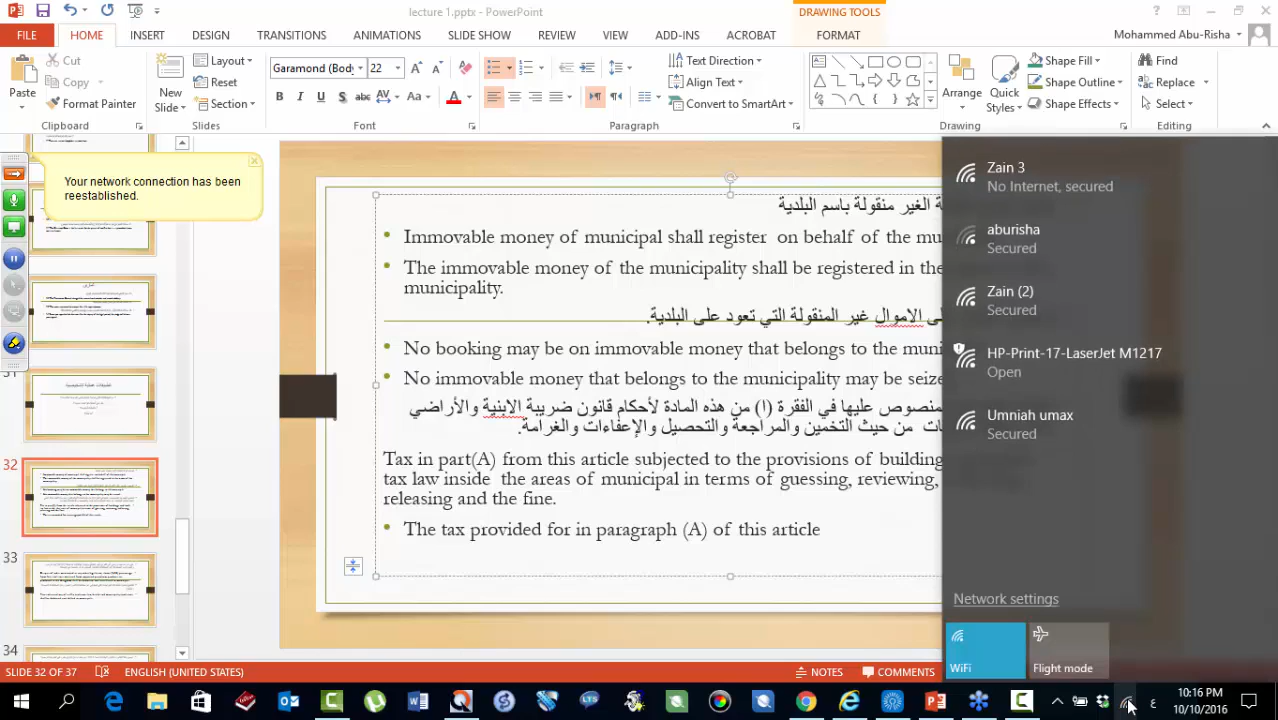 lecture 1.pptx - PowerPoint
DRAWING TOOLS
FILE HOME INSERT DESIGN TRANSITIONS ANIMATIONS SLIDE SHOW REVIEW VIEW ADD-INS ACROBAT FORMAT
Mohammed Abu-Risha
Paste
Cut
Copy
Format Painter
Clipboard
New Slide
Layout
Reset
Section
Slides
Garamond (Body 22
Font
Text Direction
Align Text
Convert to SmartArt
Paragraph
Arrange
Quick Styles
Shape Fill
Shape Outline
Shape Effects
Drawing
Find
Replace
Select
Editing
Your network connection has been
reestablished.
الغير منقولة باسم البلدية
Immovable money of municipal shall register on behalf of the mu
The immovable money of the municipality shall be registered in the
municipality.
الاموال غير المنقولة التي تعود على البلدية.
No booking may be on immovable money that belongs to the muni
No immovable money that belongs to the municipality may be seize
منصوص عليها في الفقرة (ا) من هذه المادة لأحكام قانون ضريبة الابنية والأراضي
من حيث التخمين والمراجعة والتحصيل والإعفاءات والغرامة.
Tax in part(A) from this article subjected to the provisions of building
tax law inside the areas of municipal in terms of guessing, reviewing,
releasing and the fine.
The tax provided for in paragraph (A) of this article
Zain 3
No Internet, secured
aburisha
Secured
Zain (2)
Secured
HP-Print-17-LaserJet M1217
Open
Umniah umax
Secured
Network settings
WiFi
Flight mode
32
33
34
SLIDE 32 OF 37
ENGLISH (UNITED STATES)
NOTES
COMMENTS
LTS
ع
10:16 PM
10/10/2016